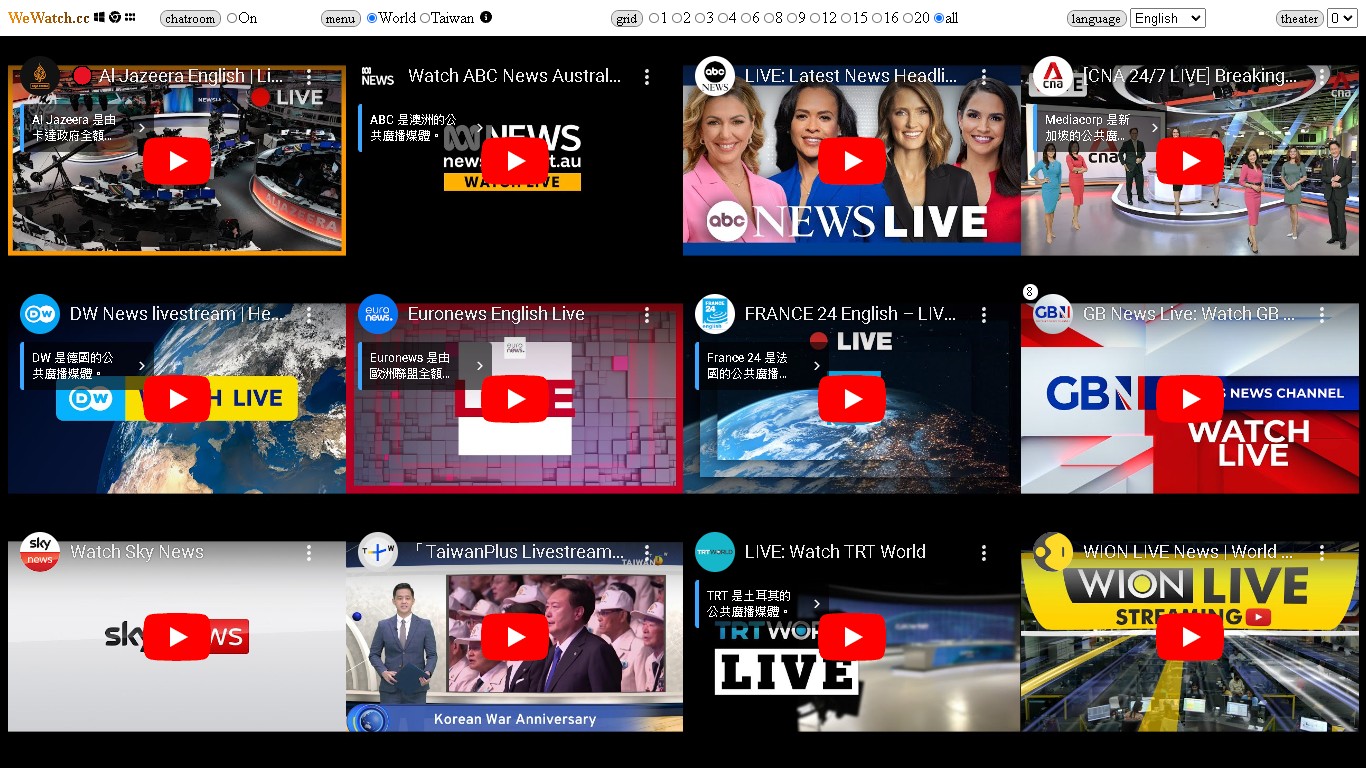 WeWatch.cc chatroom On menu World Taiwan grid 1 2 3 4 6 8 9 12 15 16 20 all language English theater 0
Al Jazeera English | Li...
LIVE
Al Jazeera 是由
卡達政府全額...
ALJAZEERA
NEWS
Watch ABC News Austral...
ABC 是澳洲的公
共廣播媒體。
NEWS
WATCH LIVE
abc NEWS
LIVE: Latest News Headli...
abc NEWS LIVE
cna
[CNA 24/7 LIVE] Breaking...
Mediacorp 是新
加坡的公共廣...
cna
DW
DW News livestream | He...
DW 是德國的公
共廣播媒體。
DW LIVE
euronews.
Euronews English Live
Euronews 是由
歐洲聯盟全額...
FRANCE 24 English
FRANCE 24 English – LIV...
LIVE
France 24 是法
國的公共廣播...
8
GBN
GB News Live: Watch GB ...
GBN NEWS CHANNEL
WATCH
LIVE
sky news
Watch Sky News
T W
「TaiwanPlus Livestream...
TAIWAN
Korean War Anniversary
TRT WORLD
LIVE: Watch TRT World
TRT 是土耳其的
公共廣播媒體。
LIVE
WION LIVE News | World ...
WION LIVE
STREAMING